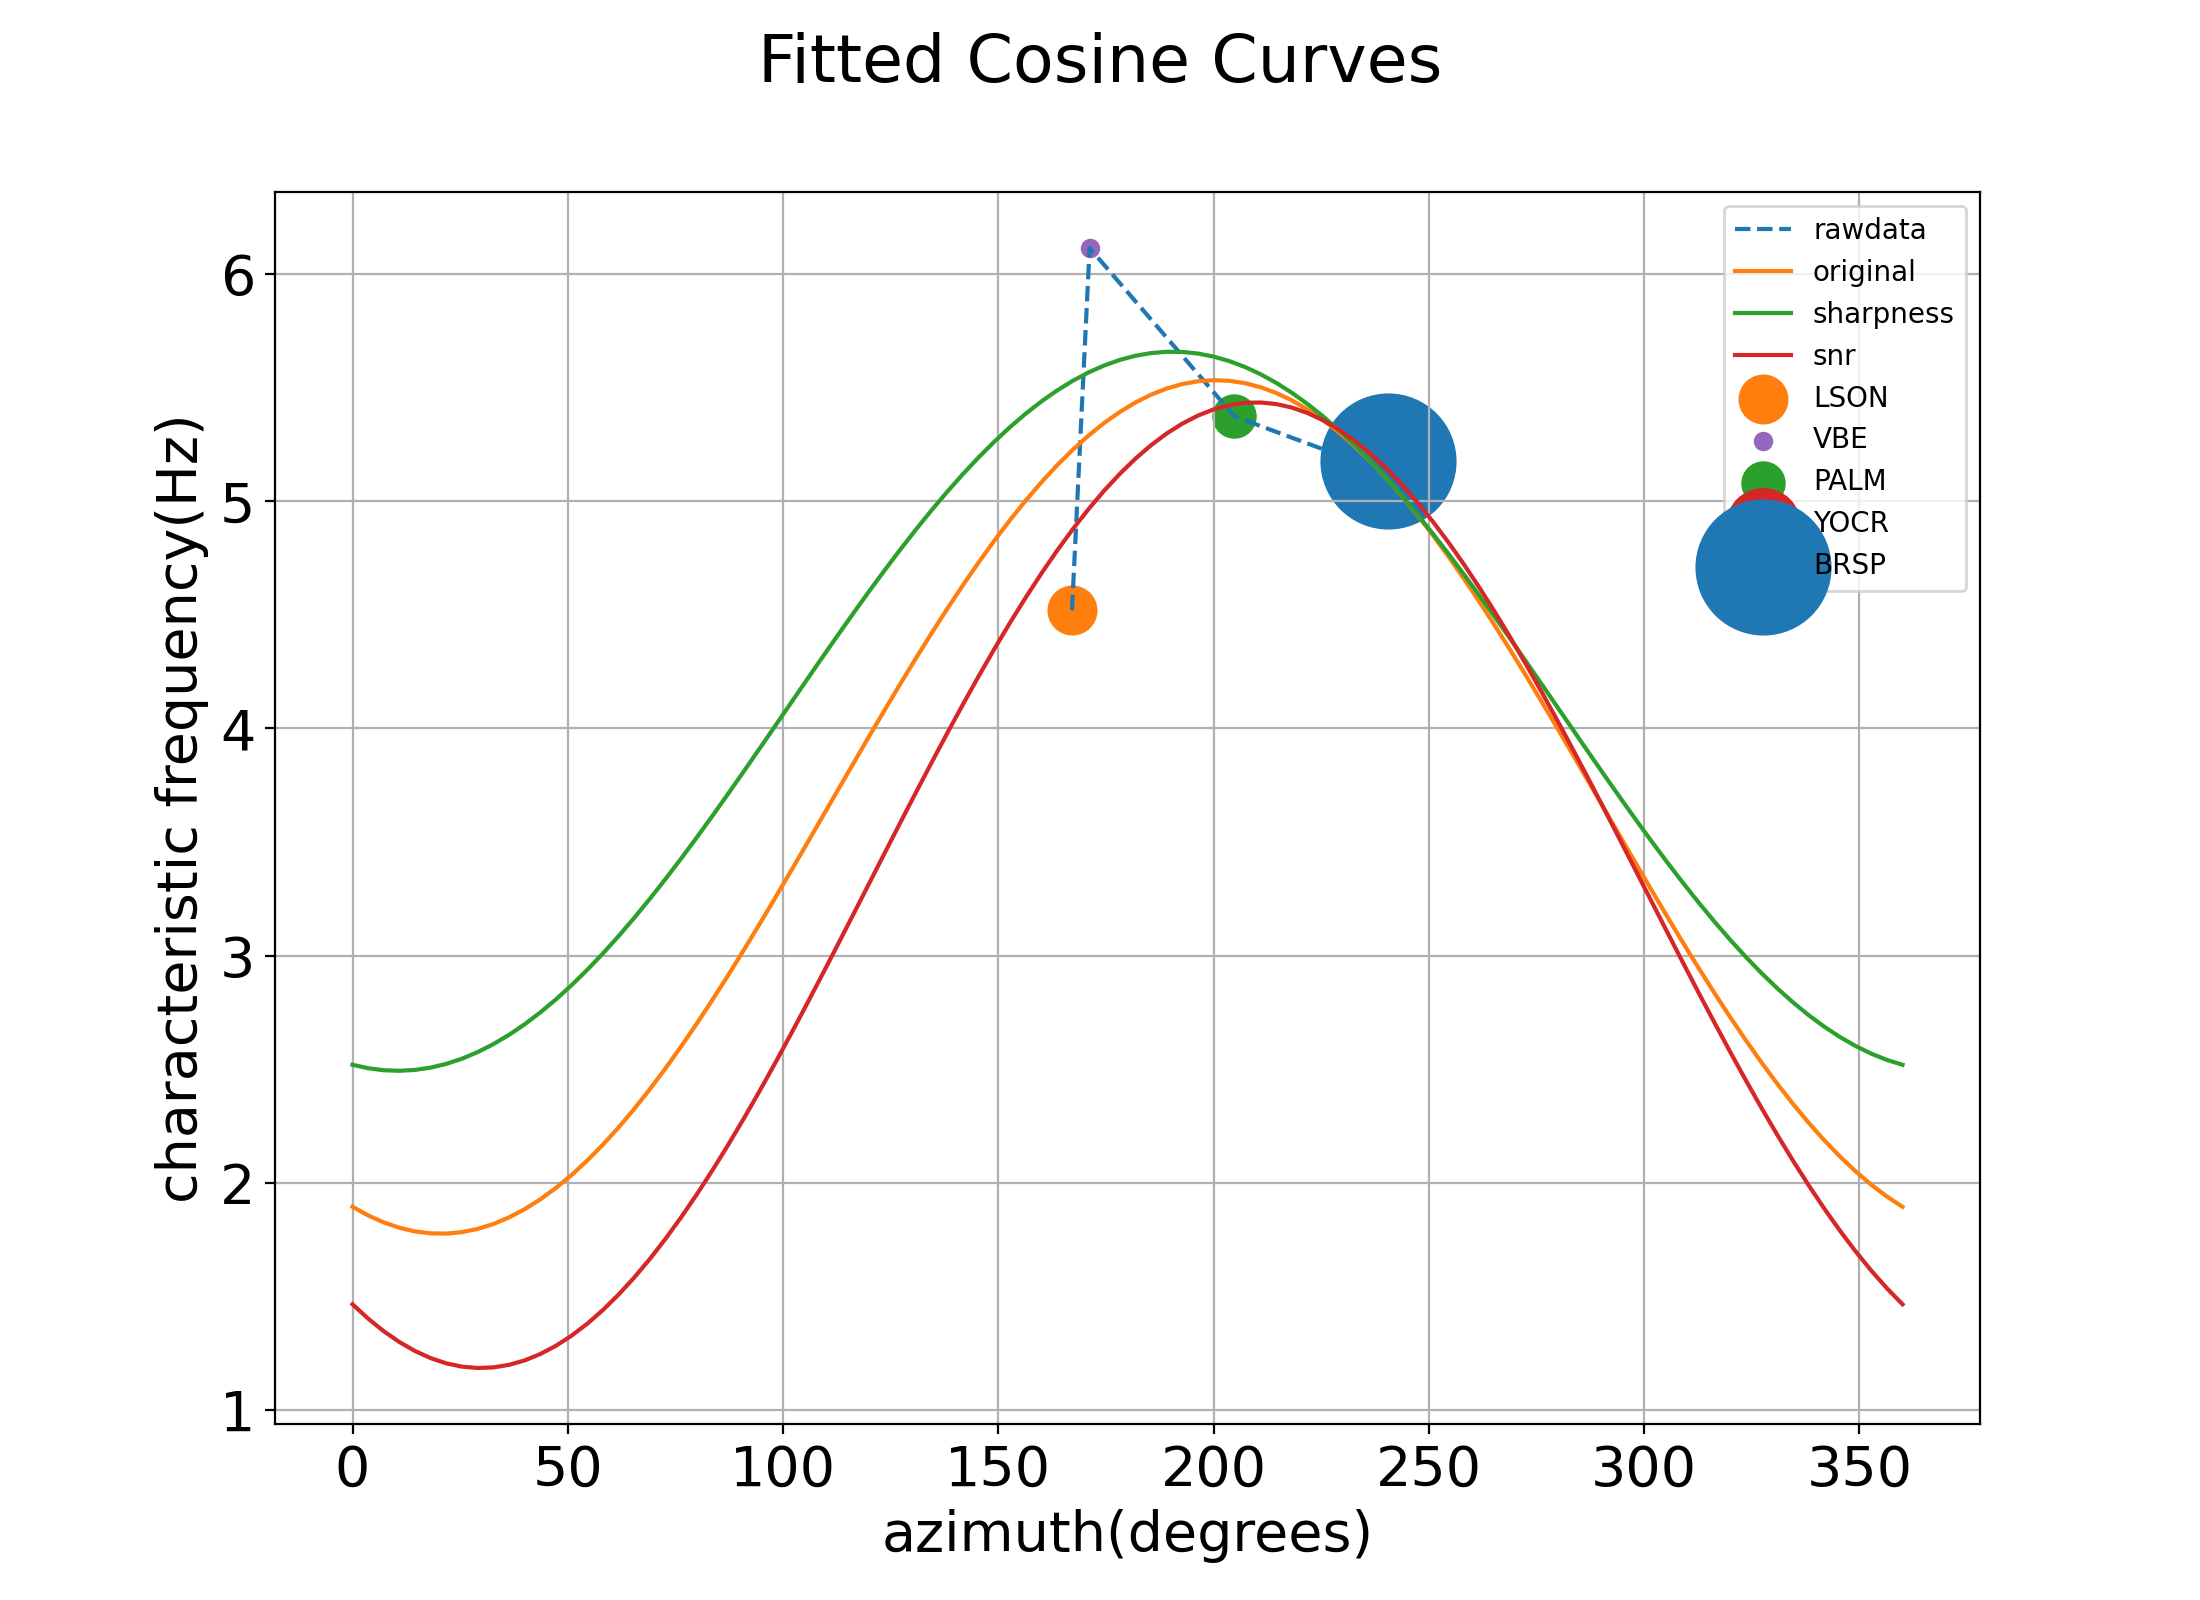 Fitted Cosine Curves
rawdata
original
sharpness
snr
LSON
VBE
PALM
YOCR
BRSP
characteristic frequency(Hz)
6
5
4
3
2
1
0 50 100 150 200 250 300 350
azimuth(degrees)